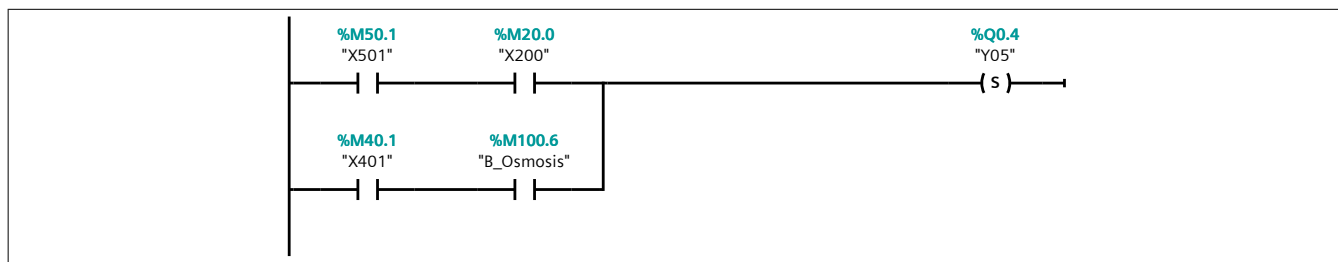 %M50.1 %M20.0 %Q0.4
"X501" "X200" "Y05"
S
%M40.1 %M100.6
"X401" "B_Osmosis"